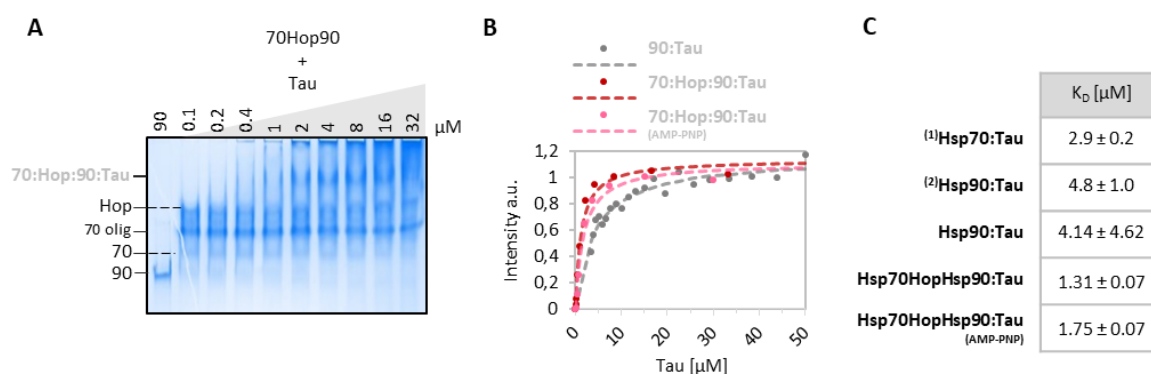 A
70Hop90
+
Tau
90
0.1
0.2
0.4
1
2
4
8
16
32
µM
70:Hop:90:Tau
Hop
70 olig
70
90
B
90:Tau
70:Hop:90:Tau
70:Hop:90:Tau
(AMP-PNP)
1,2
1
0,8
0,6
0,4
0,2
0
Intensity a.u.
0
10
20
30
40
50
Tau [µM]
C
K_D [µM]
(1)Hsp70:Tau 2.9 ± 0.2
(2)Hsp90:Tau 4.8 ± 1.0
Hsp90:Tau 4.14 ± 4.62
Hsp70HopHsp90:Tau 1.31 ± 0.07
Hsp70HopHsp90:Tau 1.75 ± 0.07
(AMP-PNP)